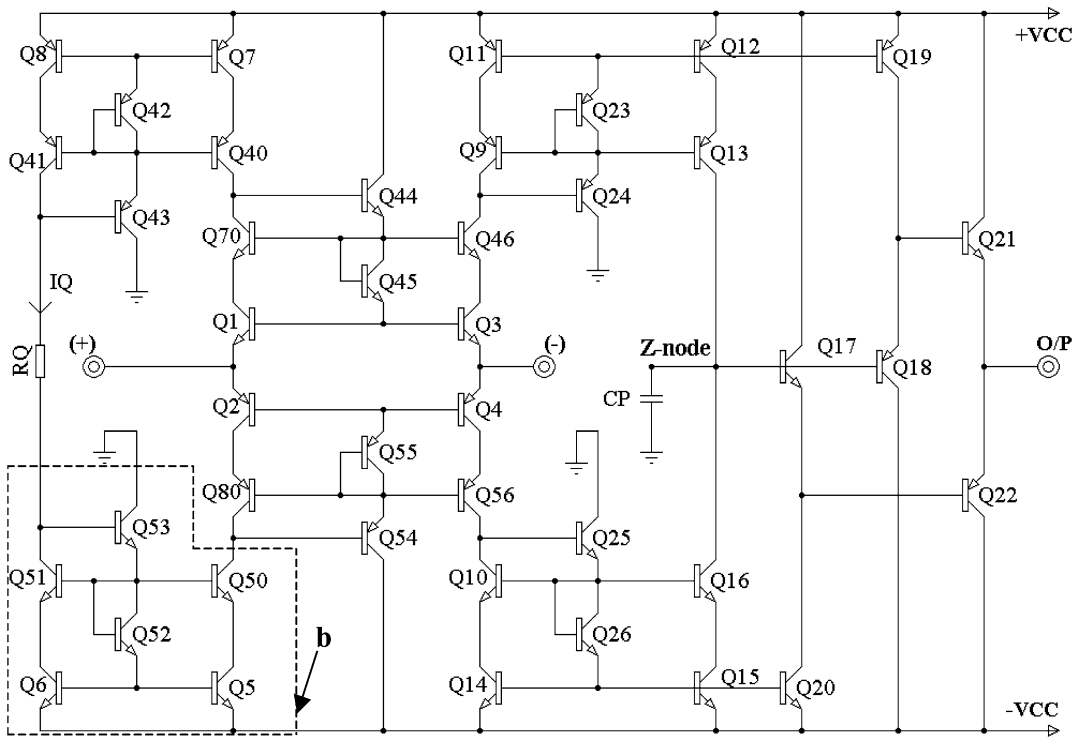 +VCC
Q8
Q7
Q11
Q12
Q19
Q42
Q23
Q41
Q40
Q9
Q13
Q44
Q24
Q43
Q70
Q46
Q21
Q45
IQ
Q1
Q3
RQ
(+)
(-)
Z-node
Q17
O/P
Q18
CP
Q2
Q4
Q55
Q80
Q56
Q22
Q53
Q54
Q25
Q51
Q50
Q10
Q16
Q52
Q26
b
Q6
Q5
Q14
Q15
Q20
-VCC